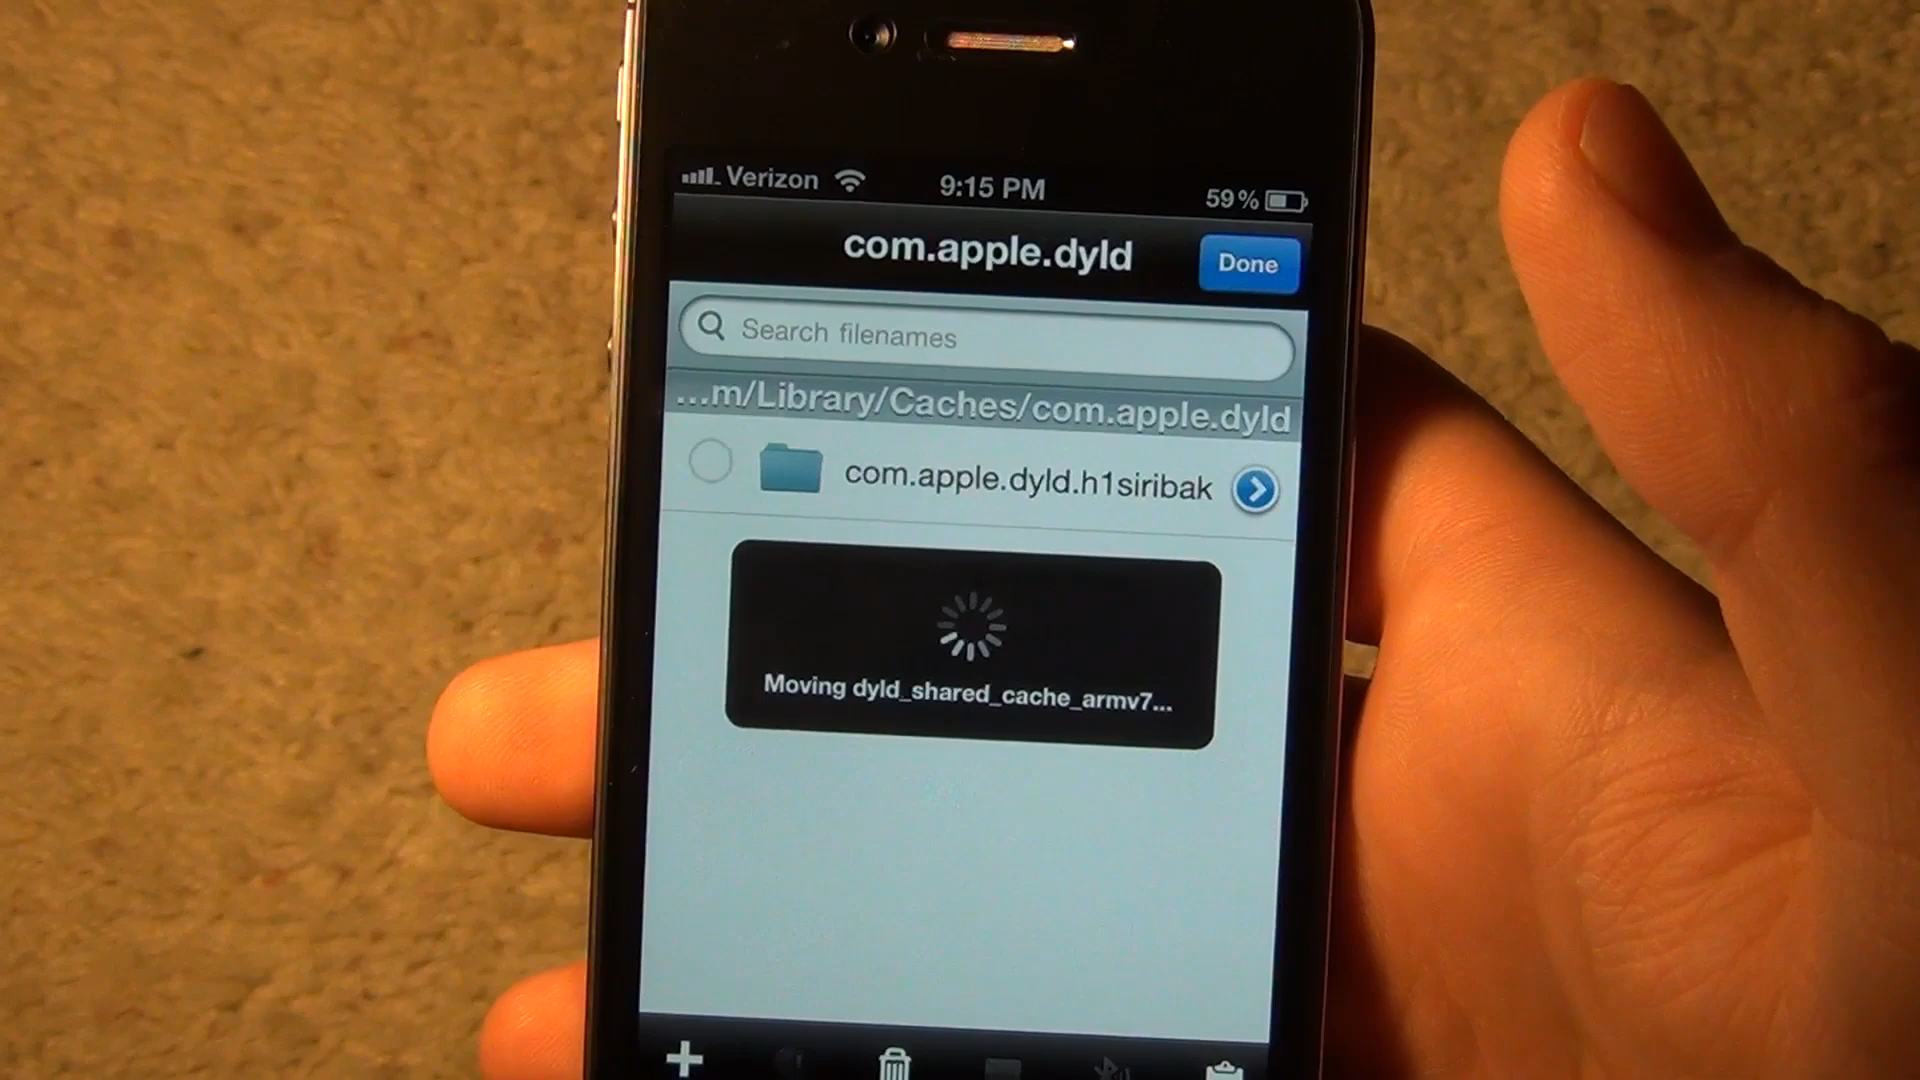 Verizon 9:15 PM 59%
com.apple.dyld Done
Search filenames
...m/Library/Caches/com.apple.dyld
com.apple.dyld.h1siribak
Moving dyld_shared_cache_armv7...